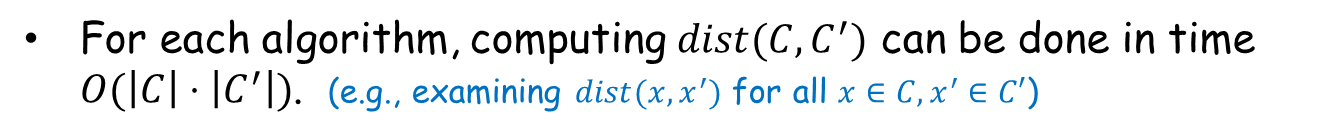 • For each algorithm, computing dist(C, C′) can be done in time
O(|C| · |C′|). (e.g., examining dist(x, x′) for all x ∈ C, x′ ∈ C′)